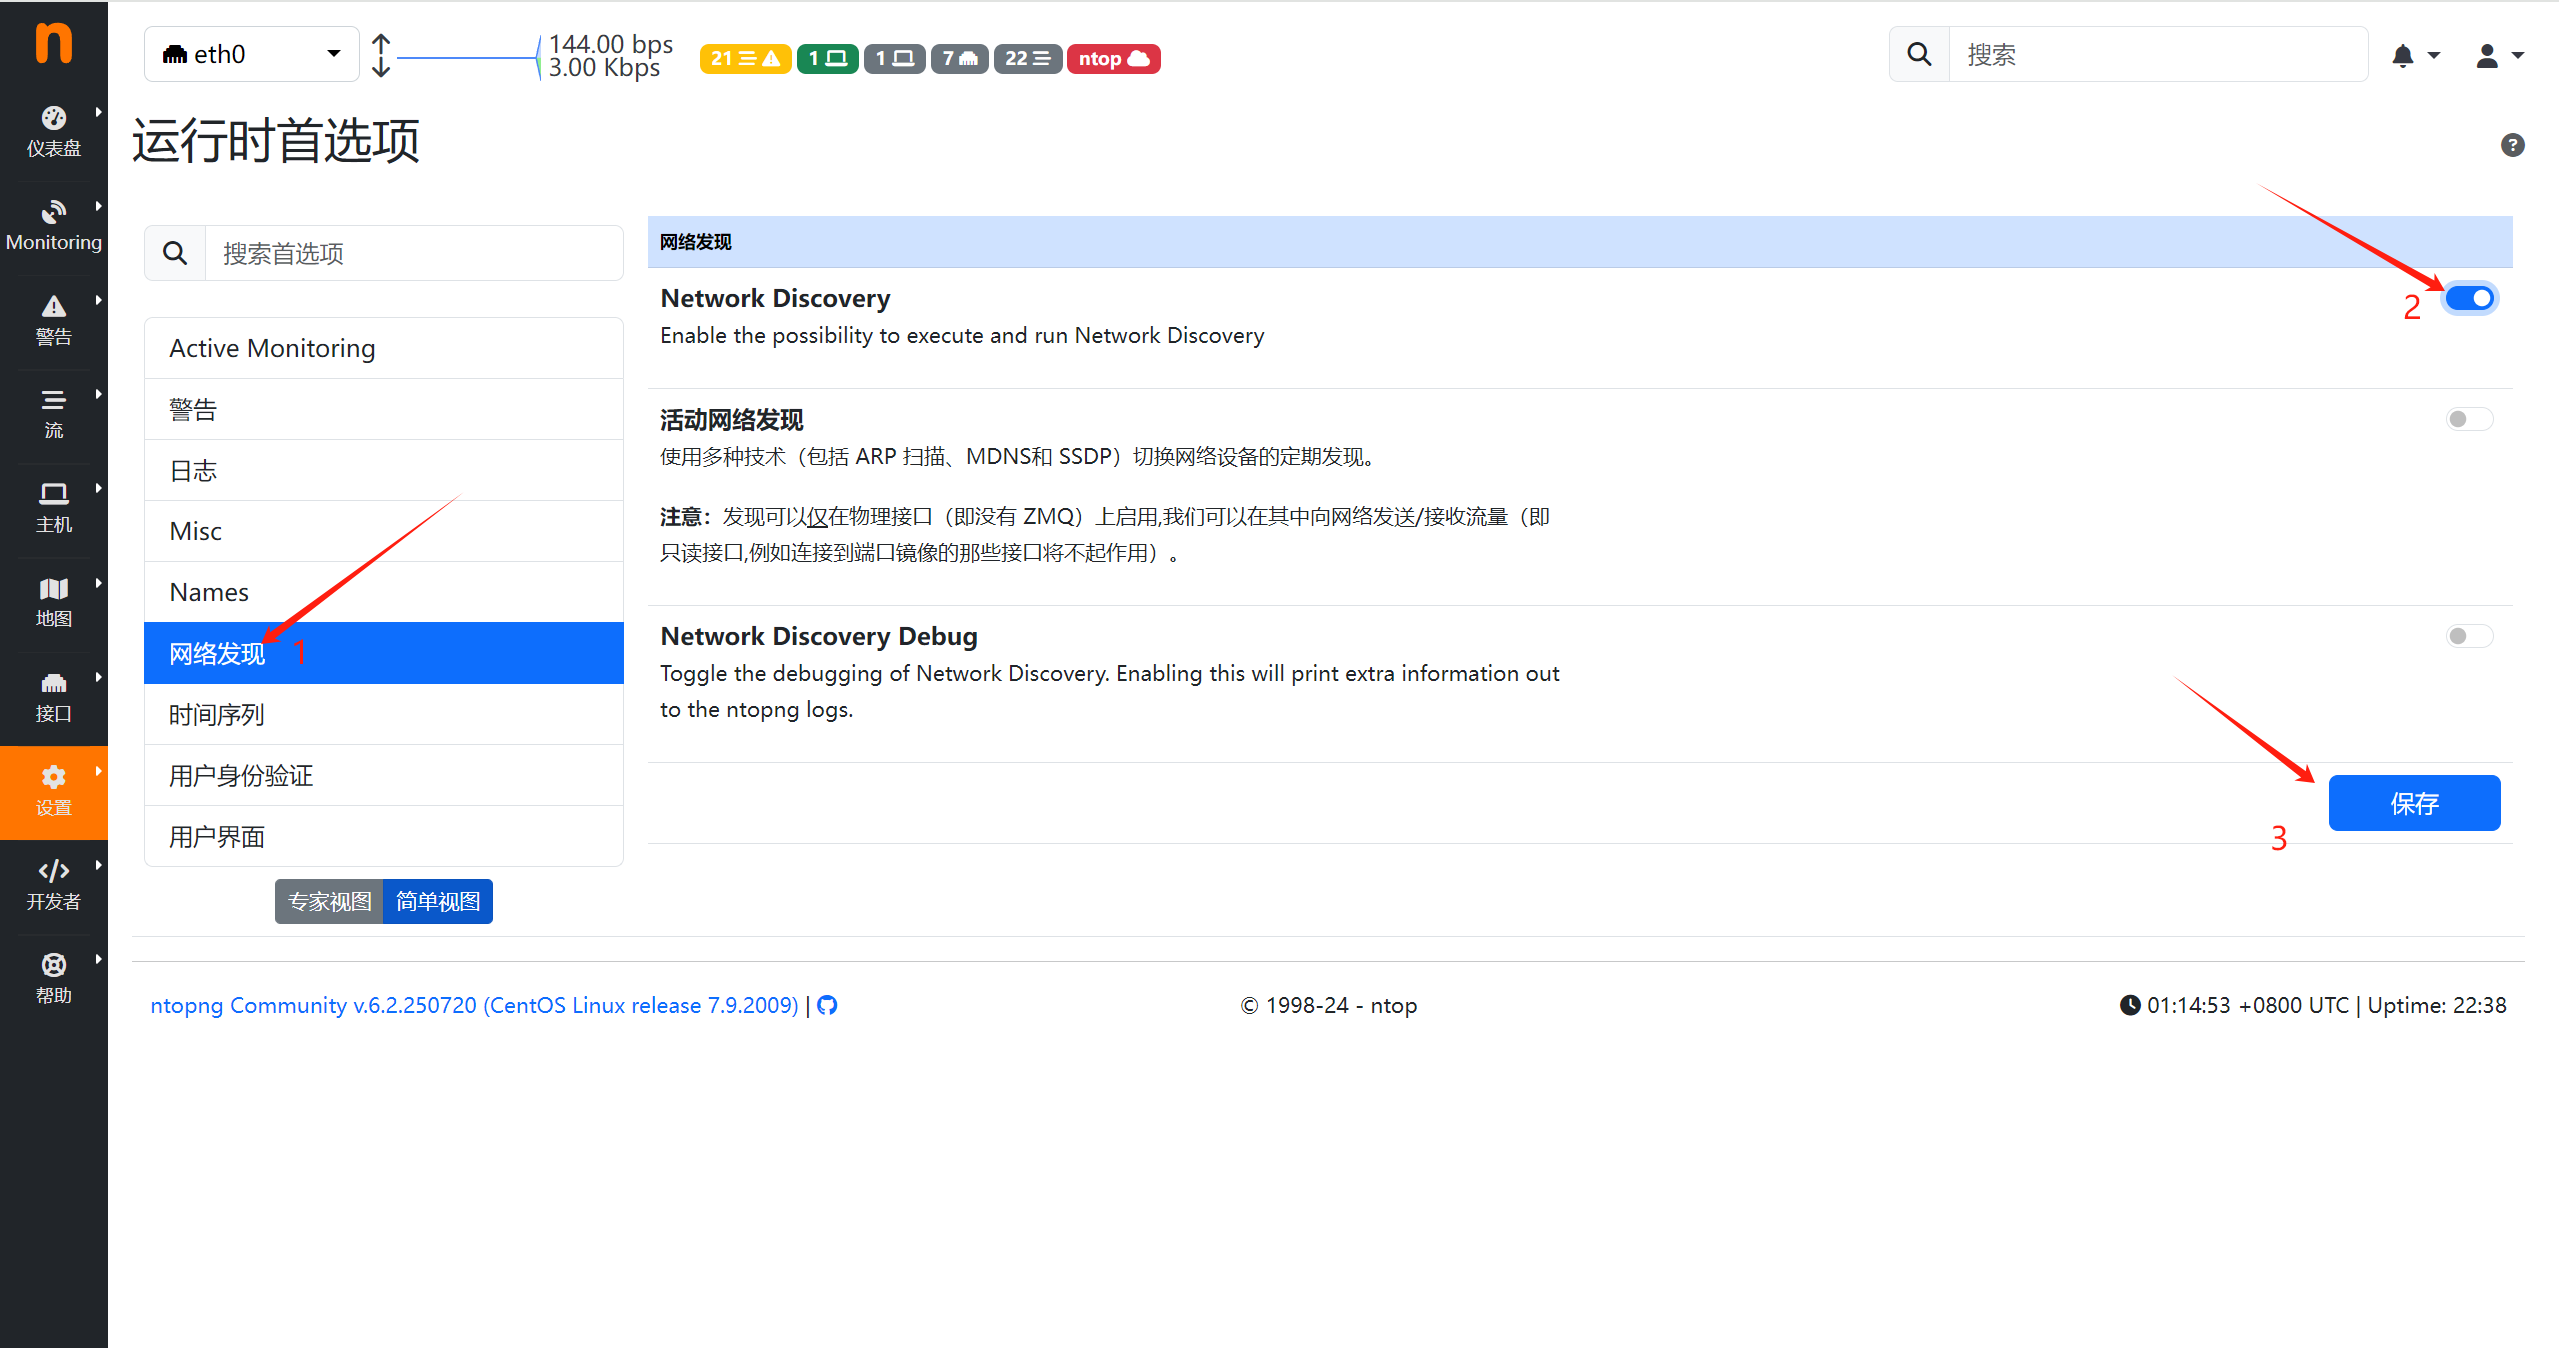 n
eth0
144.00 bps
3.00 Kbps
21
1
1
7
22
ntop
搜索
仪表盘
Monitoring
警告
流
主机
地图
接口
设置
开发者
帮助
运行时首选项
搜索首选项
Active Monitoring
警告
日志
Misc
Names
网络发现 1
时间序列
用户身份验证
用户界面
专家视图 简单视图
网络发现
Network Discovery
Enable the possibility to execute and run Network Discovery
2
活动网络发现
使用多种技术（包括 ARP 扫描、MDNS和 SSDP）切换网络设备的定期发现。
注意：发现可以仅在物理接口（即没有 ZMQ）上启用,我们可以在其中向网络发送/接收流量（即
只读接口,例如连接到端口镜像的那些接口将不起作用）。
Network Discovery Debug
Toggle the debugging of Network Discovery. Enabling this will print extra information out
to the ntopng logs.
保存
3
ntopng Community v.6.2.250720 (CentOS Linux release 7.9.2009) |
© 1998-24 - ntop
01:14:53 +0800 UTC | Uptime: 22:38